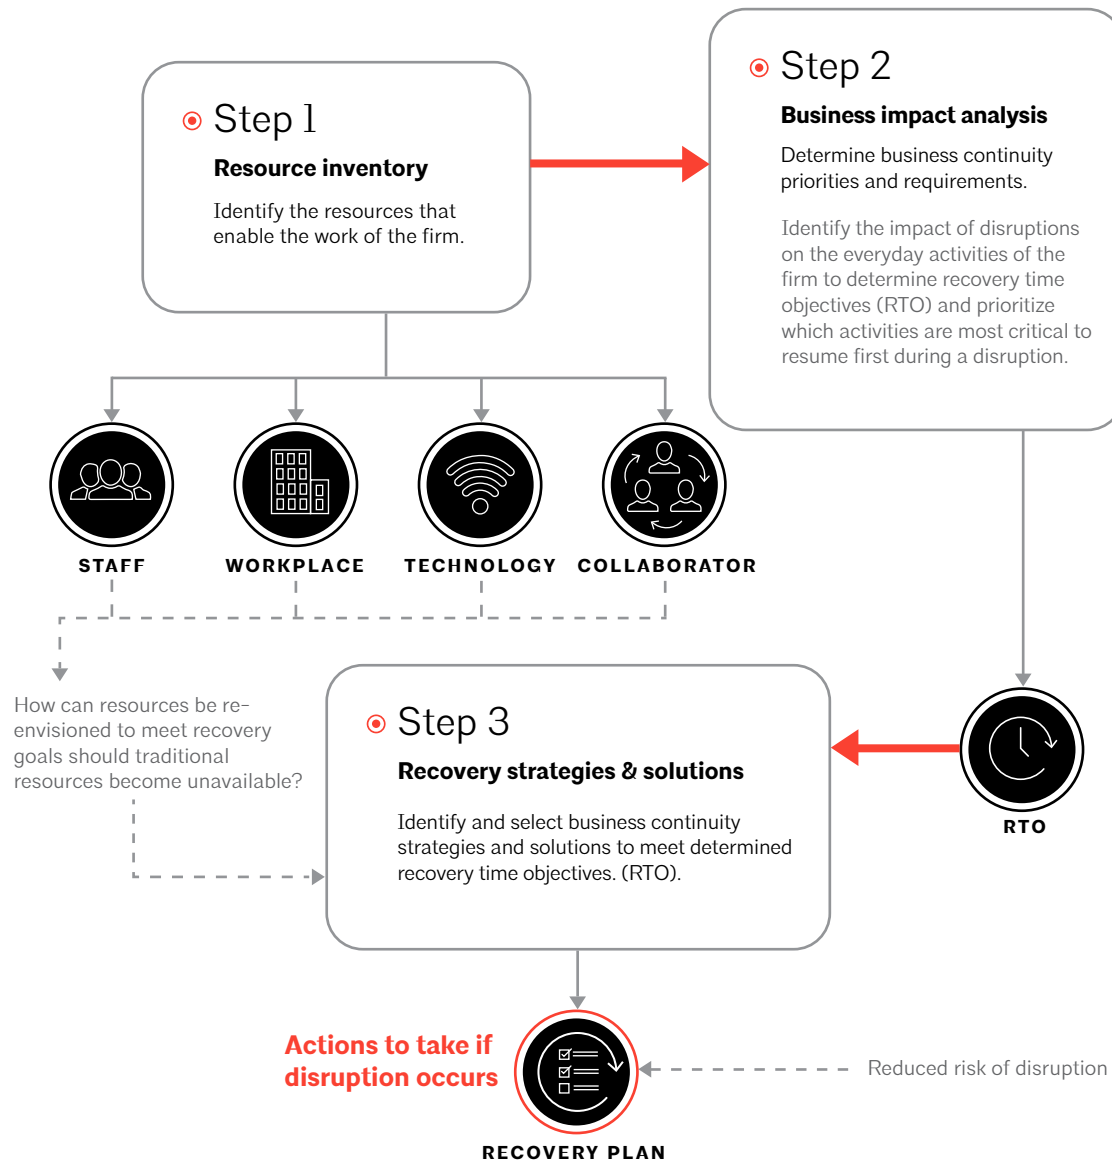 Step 1
Resource inventory
Identify the resources that
enable the work of the firm.
Step 2
Business impact analysis
Determine business continuity
priorities and requirements.
Identify the impact of disruptions
on the everyday activities of the
firm to determine recovery time
objectives (RTO) and prioritize
which activities are most critical to
resume first during a disruption.
STAFF
WORKPLACE
TECHNOLOGY
COLLABORATOR
How can resources be re-
envisioned to meet recovery
goals should traditional
resources become unavailable?
Step 3
Recovery strategies & solutions
Identify and select business continuity
strategies and solutions to meet determined
recovery time objectives. (RTO).
RTO
Actions to take if
disruption occurs
Reduced risk of disruption
RECOVERY PLAN